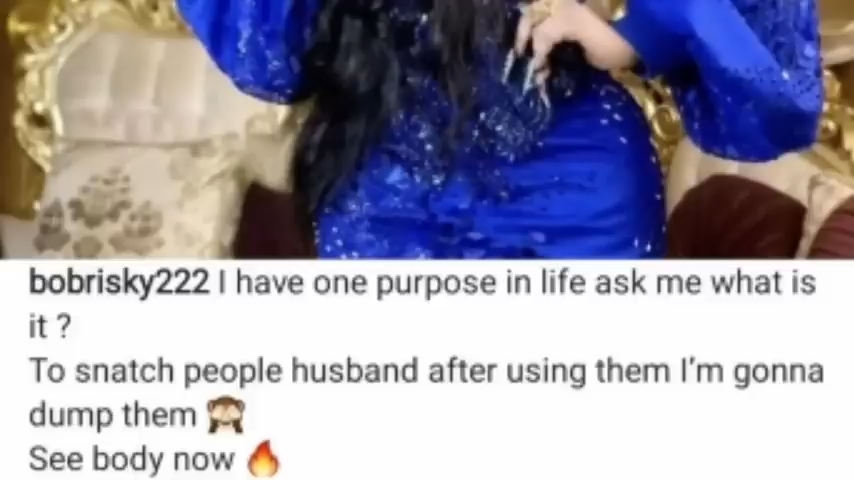 bobrisky222 I have one purpose in life ask me what is
it ?
To snatch people husband after using them I'm gonna
dump them 🙈
See body now 🔥